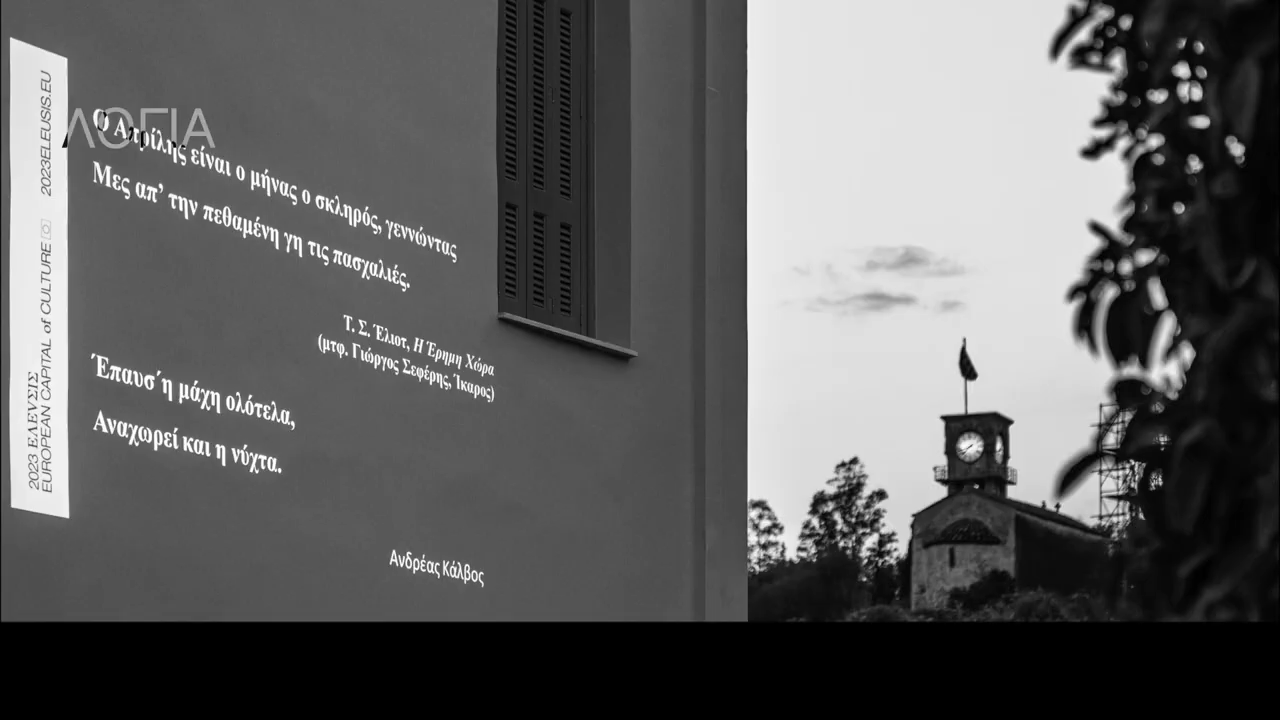 2023 ΕΛΕVΣΙΣ
EUROPEAN CAPITAL of CULTURE
2023ELEUSIS.EU
ΛΟΓΙΑ
Ο Απρίλης είναι ο μήνας ο σκληρός, γεννώντας
Μες απ’ την πεθαμένη γη τις πασχαλιές.
Τ. Σ. Έλιοτ, Η Έρημη Χώρα
(μτφ. Γιώργος Σεφέρης, Ίκαρος)
Έπαυσ΄η μάχη ολότελα,
Αναχωρεί και η νύχτα.
Ανδρέας Κάλβος